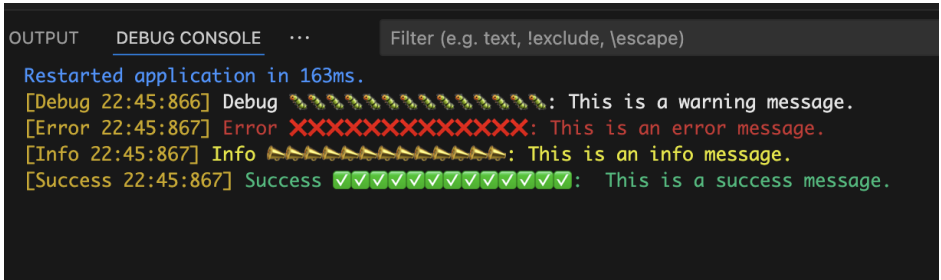 OUTPUT DEBUG CONSOLE ··· Filter (e.g. text, !exclude, \escape)
Restarted application in 163ms.
[Debug 22:45:866] Debug 🐛🐛🐛🐛🐛🐛🐛🐛🐛🐛🐛🐛🐛🐛: This is a warning message.
[Error 22:45:867] Error ❌❌❌❌❌❌❌❌❌❌❌❌❌: This is an error message.
[Info 22:45:867] Info 📯📯📯📯📯📯📯📯📯📯📯📯📯: This is an info message.
[Success 22:45:867] Success ✅✅✅✅✅✅✅✅✅✅✅✅✅:  This is a success message.